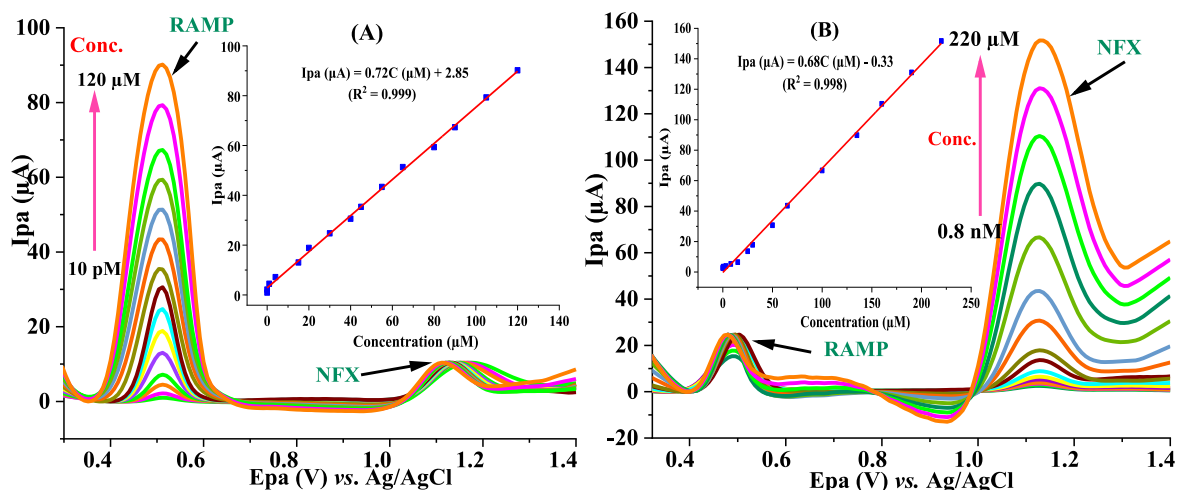 (A)
RAMP
Conc.
120 µM
10 pM
NFX
Ipa (µA)
100
80
60
40
20
0
0.4
0.6
0.8
1.0
1.2
1.4
Epa (V) vs. Ag/AgCl
Ipa (µA) = 0.72C (µM) + 2.85
(R² = 0.999)
Ipa (µA)
100
80
60
40
20
0
0
20
40
60
80
100
120
140
Concentration (µM)
(B)
220 µM
NFX
Conc.
0.8 nM
RAMP
Ipa (µA)
160
140
120
100
80
60
40
20
0
-20
0.4
0.6
0.8
1.0
1.2
1.4
Epa (V) vs. Ag/AgCl
Ipa (µA) = 0.68C (µM) - 0.33
(R² = 0.998)
Ipa (µA)
160
140
120
100
80
60
40
20
0
0
50
100
150
200
Concentration (µM)